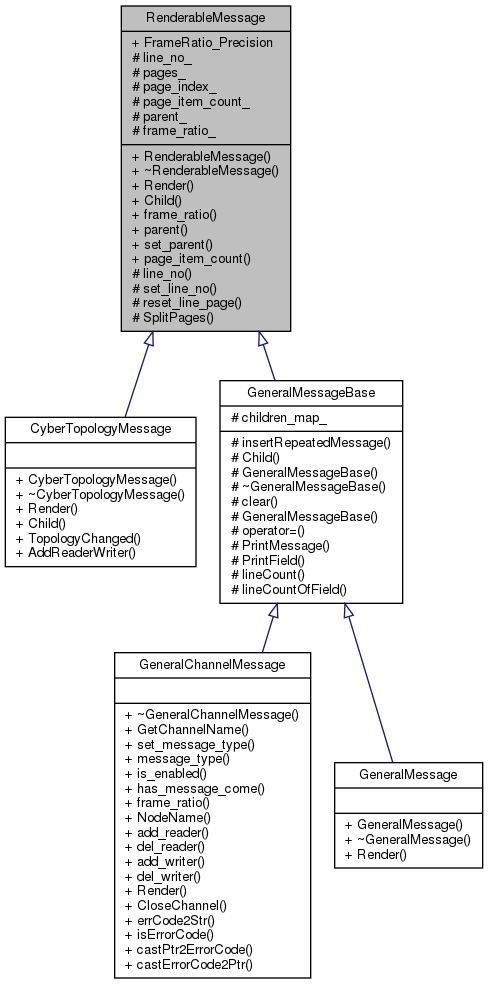 RenderableMessage
+ FrameRatio_Precision
# line_no_
# pages_
# page_index_
# page_item_count_
# parent_
# frame_ratio_
+ RenderableMessage()
+ ~RenderableMessage()
+ Render()
+ Child()
+ frame_ratio()
+ parent()
+ set_parent()
+ page_item_count()
# line_no()
# set_line_no()
# reset_line_page()
# SplitPages()
CyberTopologyMessage
+ CyberTopologyMessage()
+ ~CyberTopologyMessage()
+ Render()
+ Child()
+ TopologyChanged()
+ AddReaderWriter()
GeneralMessageBase
# children_map_
# insertRepeatedMessage()
# Child()
# GeneralMessageBase()
# ~GeneralMessageBase()
# clear()
# GeneralMessageBase()
# operator=()
# PrintMessage()
# PrintField()
# lineCount()
# lineCountOfField()
GeneralChannelMessage
+ ~GeneralChannelMessage()
+ GetChannelName()
+ set_message_type()
+ message_type()
+ is_enabled()
+ has_message_come()
+ frame_ratio()
+ NodeName()
+ add_reader()
+ del_reader()
+ add_writer()
+ del_writer()
+ Render()
+ CloseChannel()
+ errCode2Str()
+ isErrorCode()
+ castPtr2ErrorCode()
+ castErrorCode2Ptr()
GeneralMessage
+ GeneralMessage()
+ ~GeneralMessage()
+ Render()